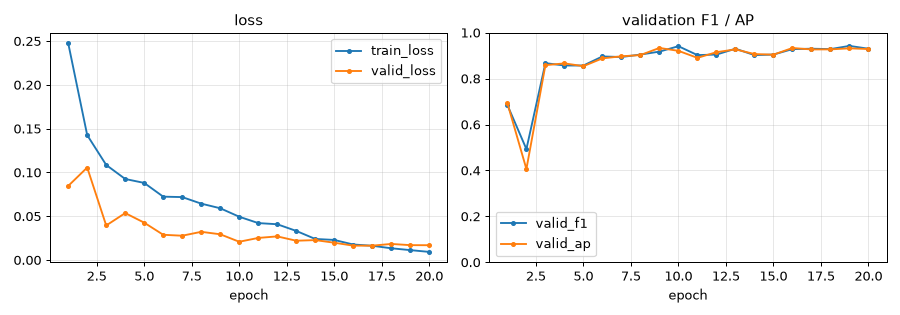 loss
0.25
0.20
0.15
0.10
0.05
0.00
train_loss
valid_loss
2.5 5.0 7.5 10.0 12.5 15.0 17.5 20.0
epoch
validation F1 / AP
1.0
0.8
0.6
0.4
0.2
0.0
valid_f1
valid_ap
2.5 5.0 7.5 10.0 12.5 15.0 17.5 20.0
epoch